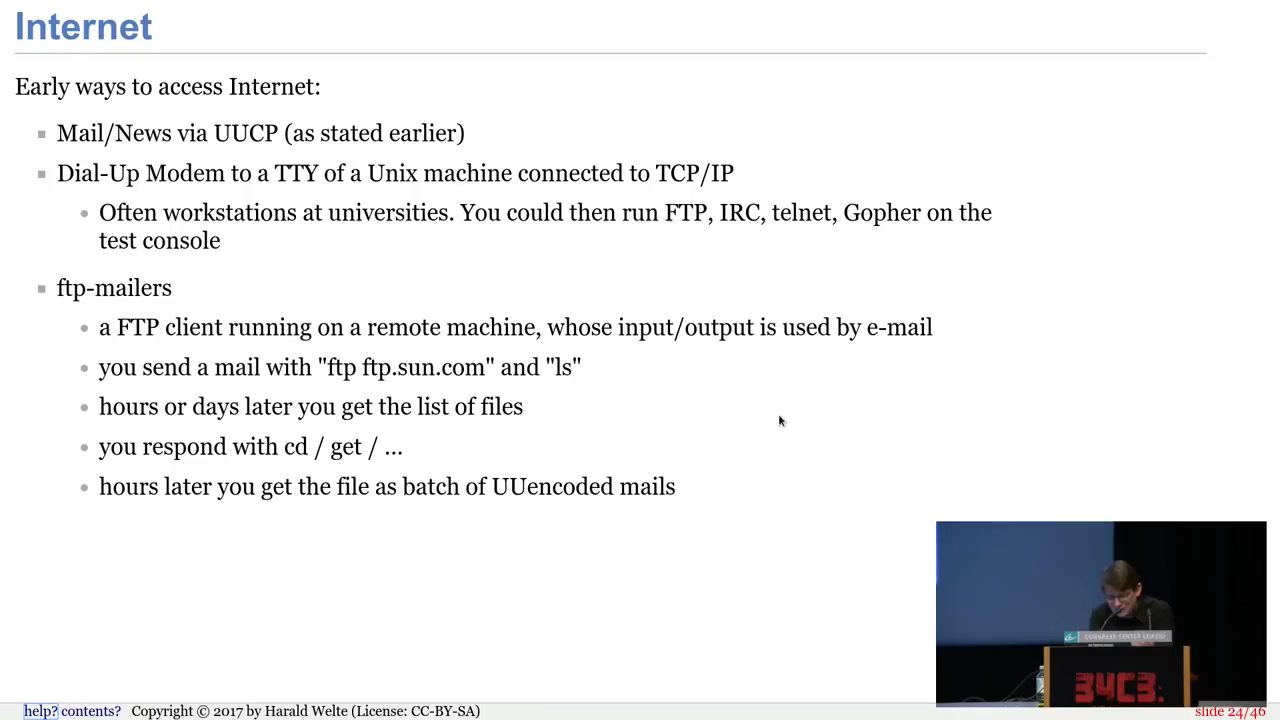 Internet
Early ways to access Internet:
Mail/News via UUCP (as stated earlier)
Dial-Up Modem to a TTY of a Unix machine connected to TCP/IP
Often workstations at universities. You could then run FTP, IRC, telnet, Gopher on the
test console
ftp-mailers
a FTP client running on a remote machine, whose input/output is used by e-mail
you send a mail with "ftp ftp.sun.com" and "ls"
hours or days later you get the list of files
you respond with cd / get / ...
hours later you get the file as batch of UUencoded mails
CONGRESS CENTER LEIPZIG
34C3.
help? contents? Copyright © 2017 by Harald Welte (License: CC-BY-SA)
slide 24/46